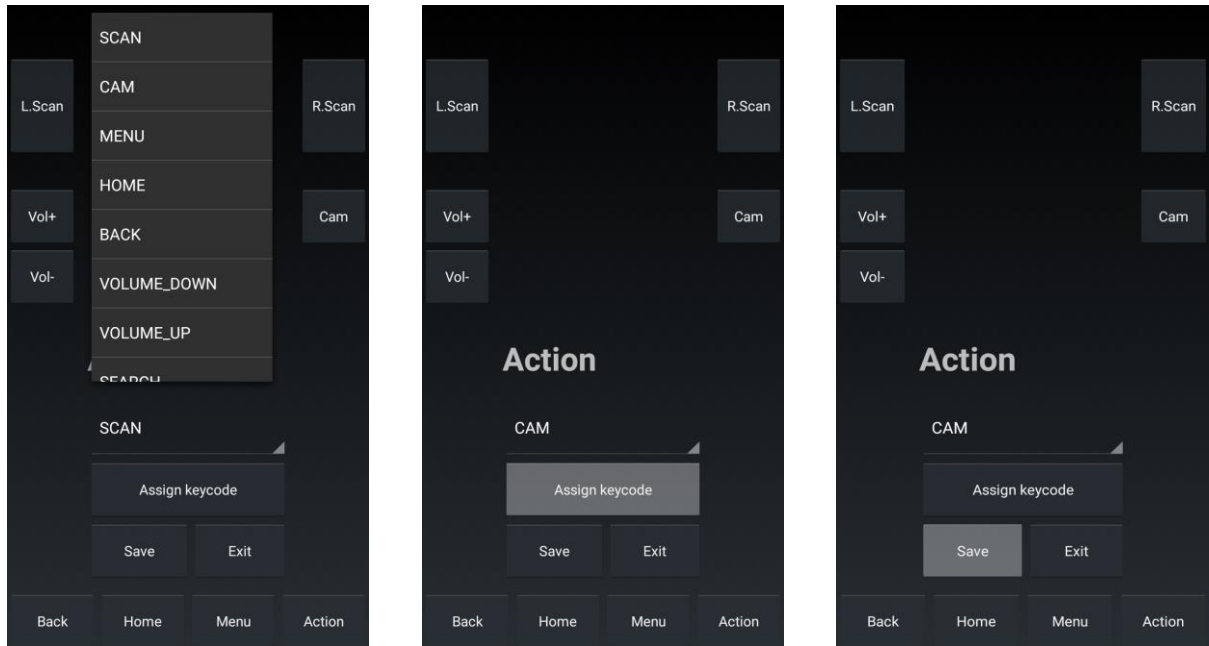 SCAN
CAM
MENU
HOME
BACK
VOLUME_DOWN
VOLUME_UP
SEARCH
L.Scan
R.Scan
Vol+
Cam
Vol-
SCAN
Assign keycode
Save Exit
Back Home Menu Action
L.Scan
R.Scan
Vol+
Cam
Vol-
Action
CAM
Assign keycode
Save Exit
Back Home Menu Action
L.Scan
R.Scan
Vol+
Cam
Vol-
Action
CAM
Assign keycode
Save Exit
Back Home Menu Action